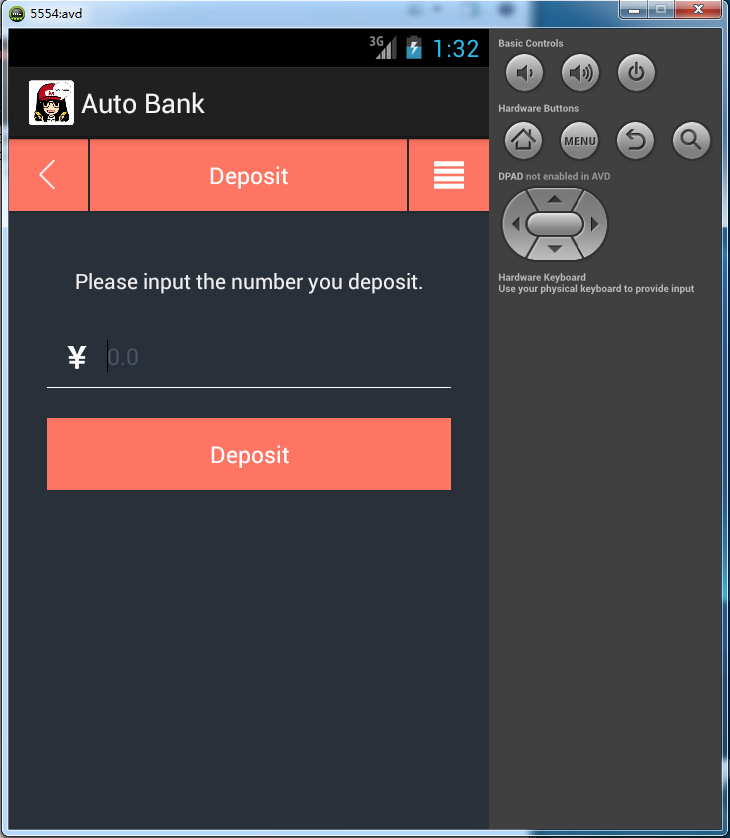 5554:avd
3G
1:32
Auto Bank
Deposit
Please input the number you deposit.
¥ 0.0
Deposit
Basic Controls
Hardware Buttons
MENU
DPAD not enabled in AVD
Hardware Keyboard
Use your physical keyboard to provide input